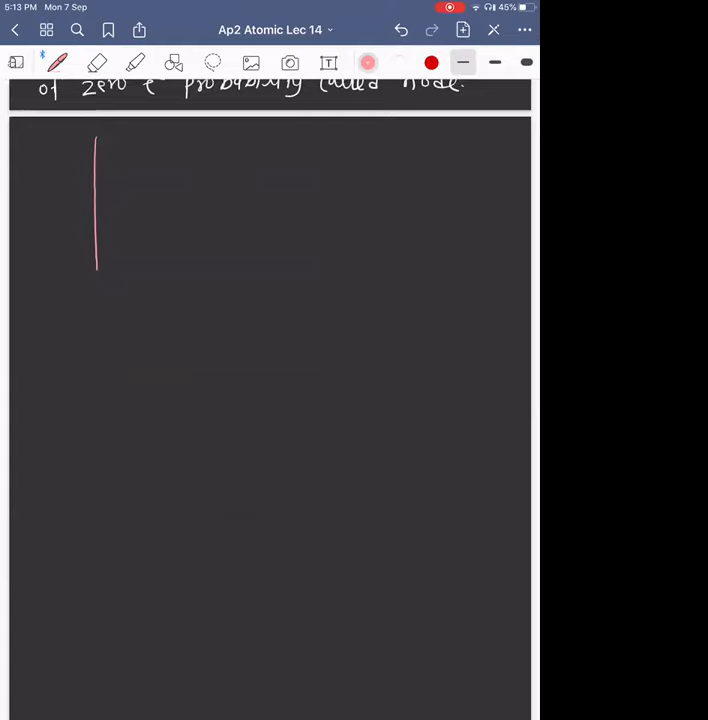 5:13 PM Mon 7 Sep 45%
Ap2 Atomic Lec 14
T
of zero e⁻ probability called node.